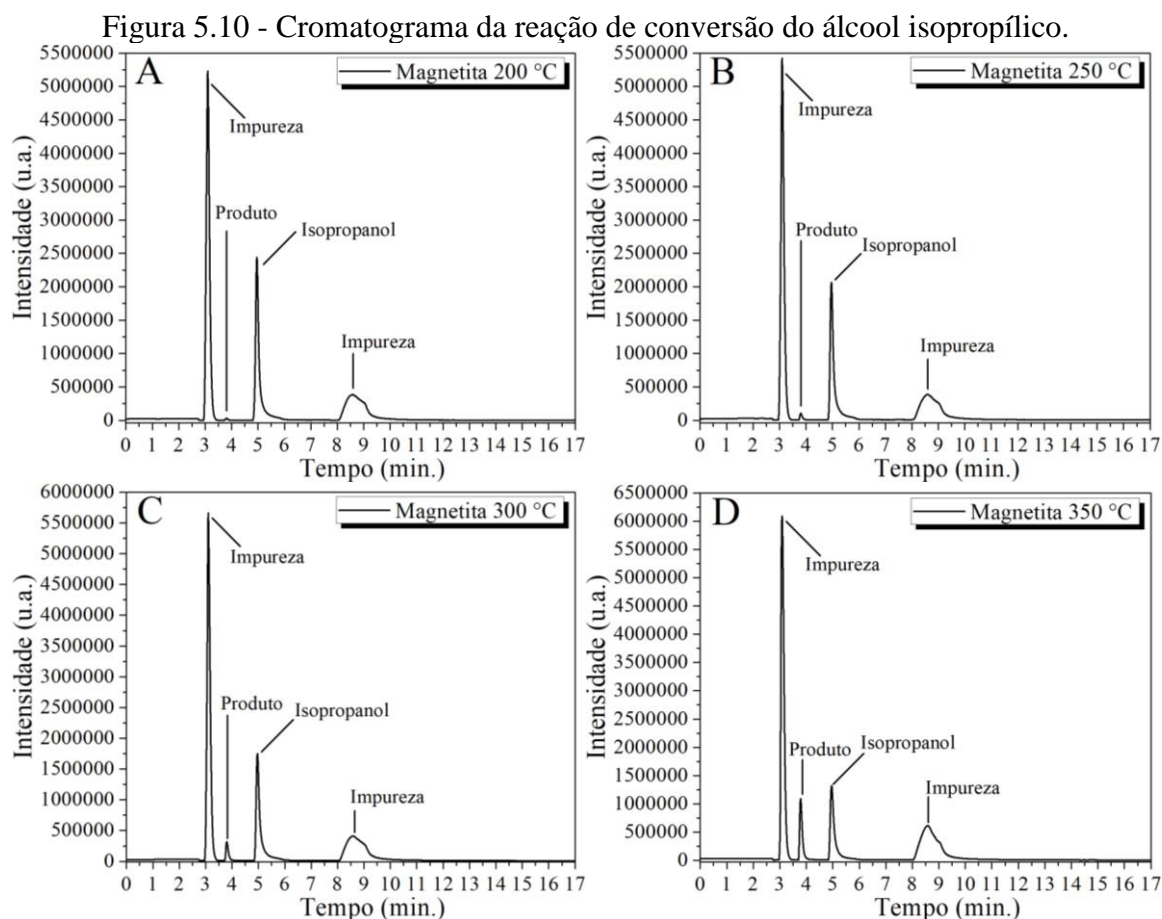 Figura 5.10 - Cromatograma da reação de conversão do álcool isopropílico.
A
Magnetita 200 °C
Intensidade (u.a.)
5500000
5000000
4500000
4000000
3500000
3000000
2500000
2000000
1500000
1000000
500000
0
Impureza
Produto
Isopropanol
Impureza
0 1 2 3 4 5 6 7 8 9 10 11 12 13 14 15 16 17
Tempo (min.)
B
Magnetita 250 °C
Intensidade (u.a.)
5500000
5000000
4500000
4000000
3500000
3000000
2500000
2000000
1500000
1000000
500000
0
Impureza
Produto
Isopropanol
Impureza
0 1 2 3 4 5 6 7 8 9 10 11 12 13 14 15 16 17
Tempo (min.)
C
Magnetita 300 °C
Intensidade (u.a.)
6000000
5500000
5000000
4500000
4000000
3500000
3000000
2500000
2000000
1500000
1000000
500000
0
Impureza
Produto
Isopropanol
Impureza
0 1 2 3 4 5 6 7 8 9 10 11 12 13 14 15 16 17
Tempo (min.)
D
Magnetita 350 °C
Intensidade (u.a.)
6500000
6000000
5500000
5000000
4500000
4000000
3500000
3000000
2500000
2000000
1500000
1000000
500000
0
Impureza
Produto
Isopropanol
Impureza
0 1 2 3 4 5 6 7 8 9 10 11 12 13 14 15 16 17
Tempo (min.)